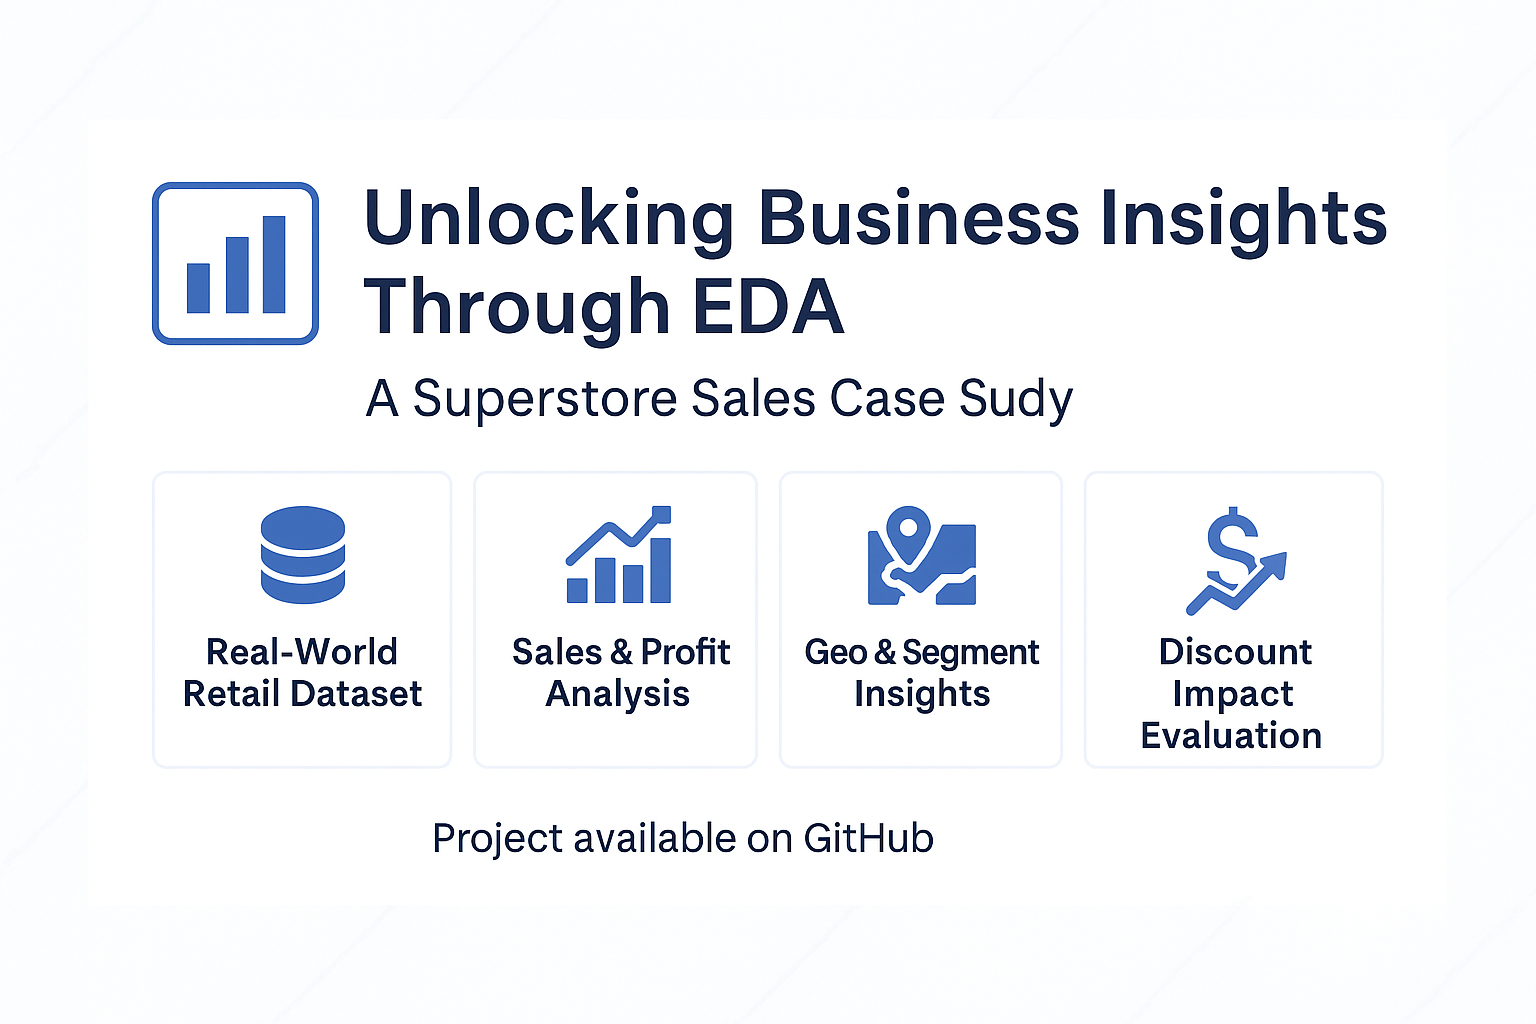 Unlocking Business Insights
Through EDA
A Superstore Sales Case Sudy
Real-World
Retail Dataset
Sales & Profit
Analysis
Geo & Segment
Insights
Discount
Impact
Evaluation
Project available on GitHub